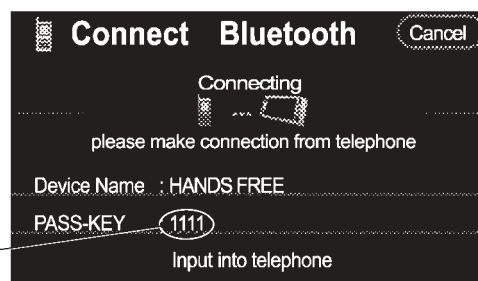 Connect Bluetooth Cancel
Connecting
please make connection from telephone
Device Name : HANDS FREE
PASS-KEY 1111
Input into telephone